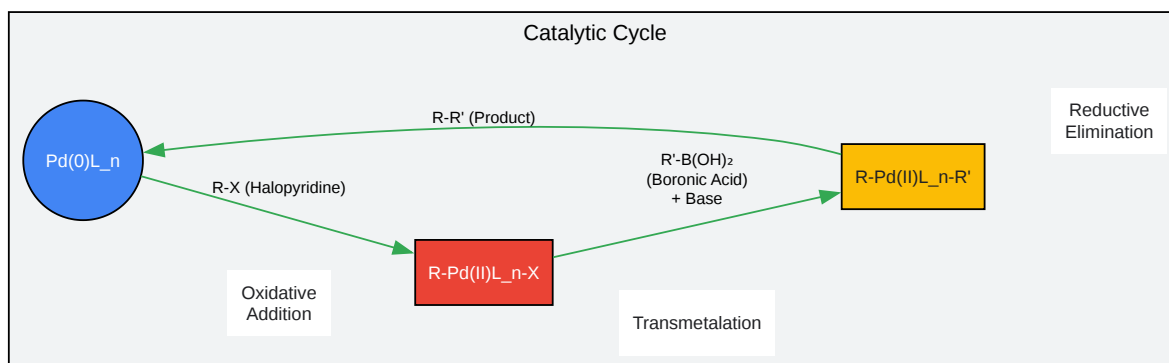 Catalytic Cycle
Reductive
Elimination
R-R' (Product)
Pd(0)L_n
R'-B(OH)₂
(Boronic Acid)
+ Base
R-Pd(II)L_n-R'
R-X (Halopyridine)
R-Pd(II)L_n-X
Oxidative
Addition
Transmetalation